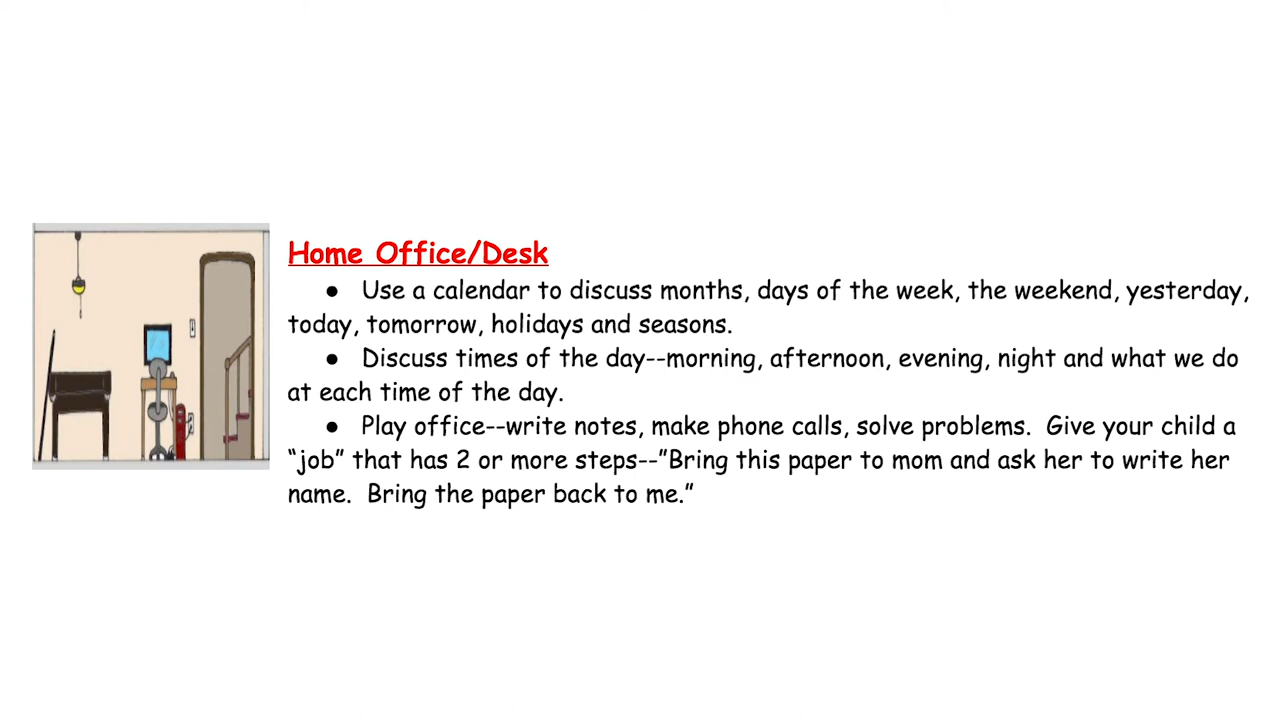 Home Office/Desk
● Use a calendar to discuss months, days of the week, the weekend, yesterday,
today, tomorrow, holidays and seasons.
● Discuss times of the day--morning, afternoon, evening, night and what we do
at each time of the day.
● Play office--write notes, make phone calls, solve problems.  Give your child a
“job” that has 2 or more steps--”Bring this paper to mom and ask her to write her
name.  Bring the paper back to me.”